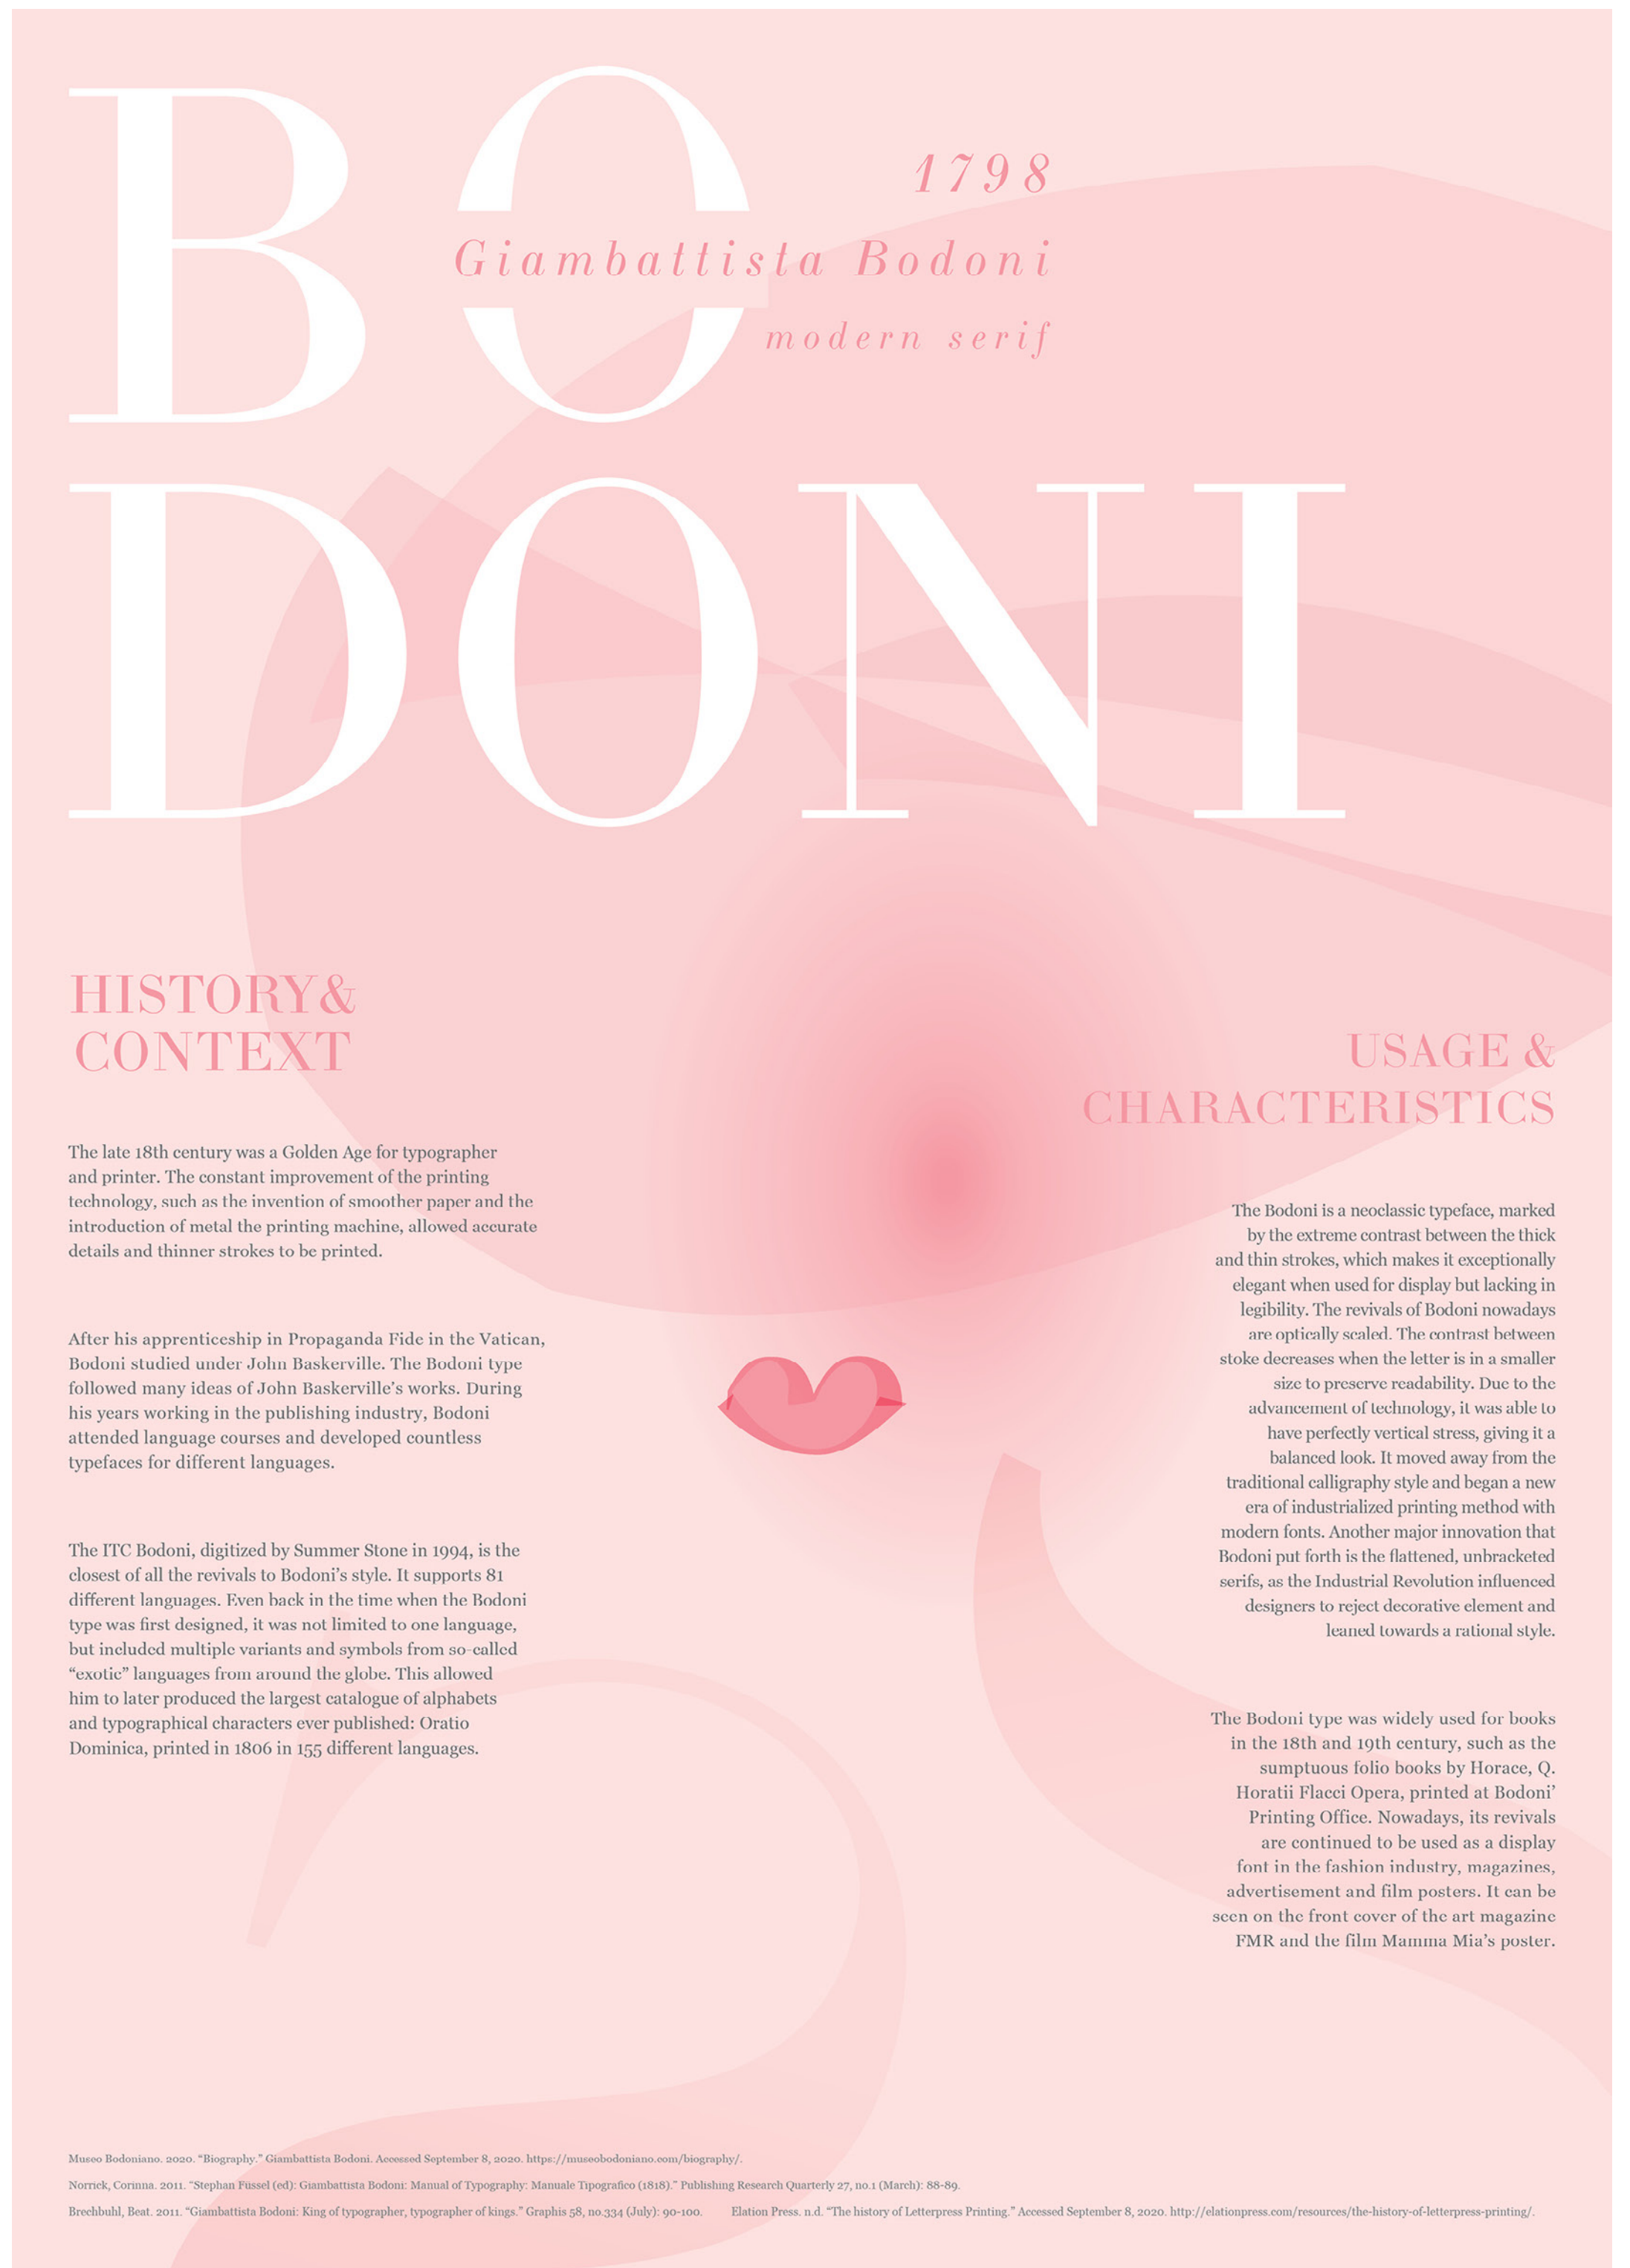 BO
1798
Giambattista Bodoni
modern serif
DONI
HISTORY&
CONTEXT
The late 18th century was a Golden Age for typographer
and printer. The constant improvement of the printing
technology, such as the invention of smoother paper and the
introduction of metal the printing machine, allowed accurate
details and thinner strokes to be printed.
After his apprenticeship in Propaganda Fide in the Vatican,
Bodoni studied under John Baskerville. The Bodoni type
followed many ideas of John Baskerville's works. During
his years working in the publishing industry, Bodoni
attended language courses and developed countless
typefaces for different languages.
The ITC Bodoni, digitized by Summer Stone in 1994, is the
closest of all the revivals to Bodoni's style. It supports 81
different languages. Even back in the time when the Bodoni
type was first designed, it was not limited to one language,
but included multiple variants and symbols from so-called
“exotic” languages from around the globe. This allowed
him to later produced the largest catalogue of alphabets
and typographical characters ever published: Oratio
Dominica, printed in 1806 in 155 different languages.
USAGE &
CHARACTERISTICS
The Bodoni is a neoclassic typeface, marked
by the extreme contrast between the thick
and thin strokes, which makes it exceptionally
elegant when used for display but lacking in
legibility. The revivals of Bodoni nowadays
are optically scaled. The contrast between
stoke decreases when the letter is in a smaller
size to preserve readability. Due to the
advancement of technology, it was able to
have perfectly vertical stress, giving it a
balanced look. It moved away from the
traditional calligraphy style and began a new
era of industrialized printing method with
modern fonts. Another major innovation that
Bodoni put forth is the flattened, unbracketed
serifs, as the Industrial Revolution influenced
designers to reject decorative element and
leaned towards a rational style.
The Bodoni type was widely used for books
in the 18th and 19th century, such as the
sumptuous folio books by Horace, Q.
Horatii Flacci Opera, printed at Bodoni'
Printing Office. Nowadays, its revivals
are continued to be used as a display
font in the fashion industry, magazines,
advertisement and film posters. It can be
seen on the front cover of the art magazine
FMR and the film Mamma Mia's poster.
Museo Bodoniano. 2020. “Biography.” Giambattista Bodoni. Accessed September 8, 2020. https://museobodoniano.com/biography/.
Norrick, Corinna. 2011. “Stephan Füssel (ed): Giambattista Bodoni: Manual of Typography: Manuale Tipografico (1818).” Publishing Research Quarterly 27, no.1 (March): 88-89.
Brechbuhl, Beat. 2011. “Giambattista Bodoni: King of typographer, typographer of kings.” Graphis 58, no.334 (July): 90-100.
Elation Press. n.d. “The history of Letterpress Printing.” Accessed September 8, 2020. http://elationpress.com/resources/the-history-of-letterpress-printing/.